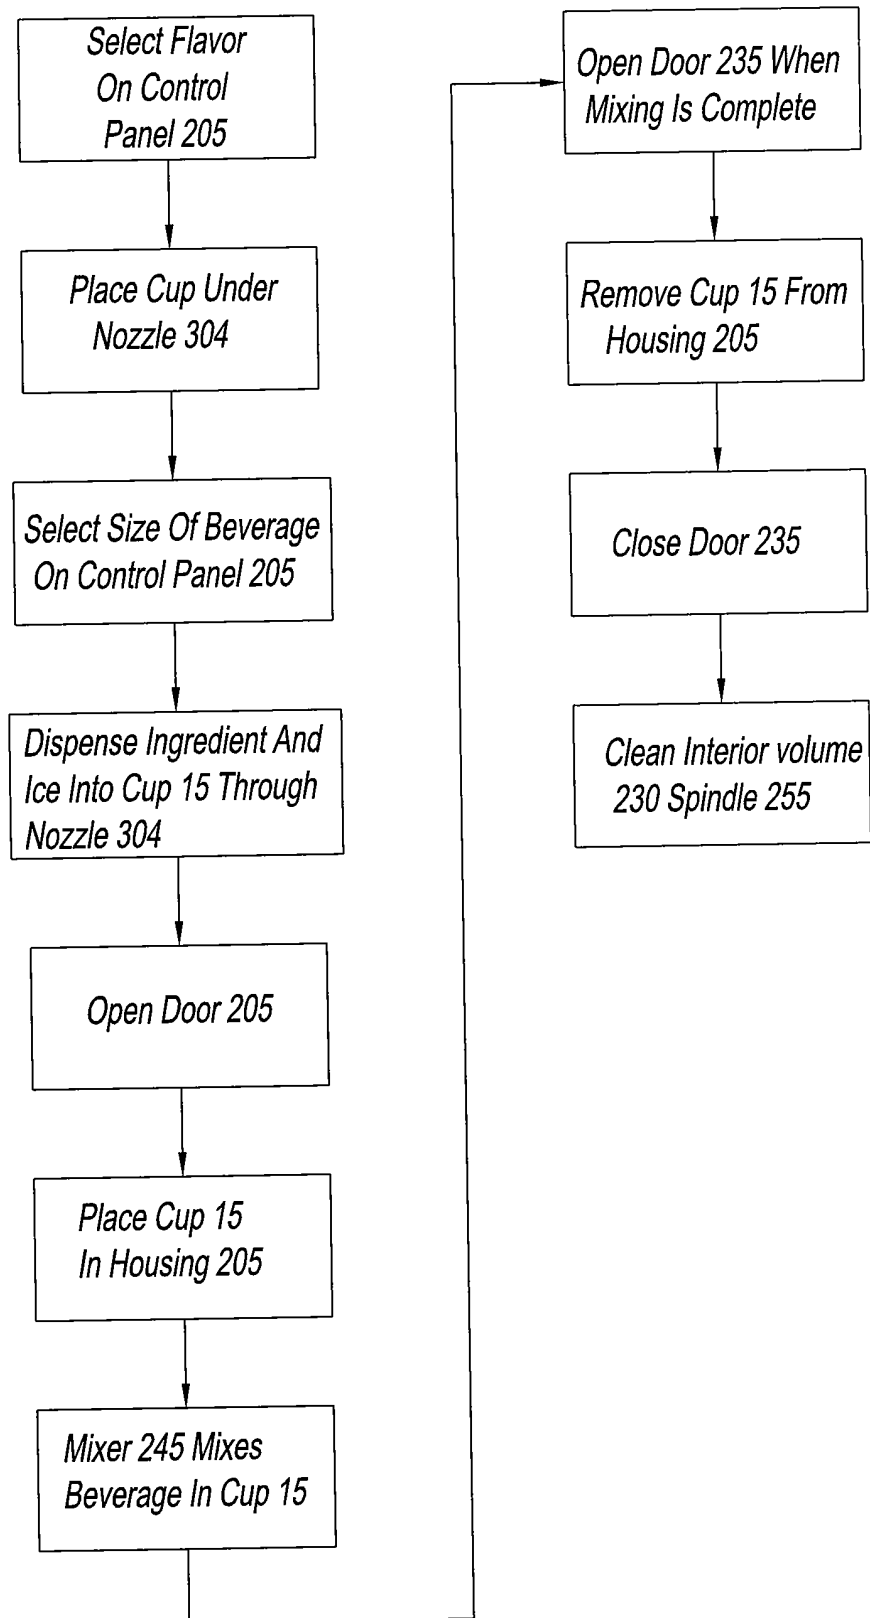 Select Flavor
On Control
Panel 205
Place Cup Under
Nozzle 304
Select Size Of Beverage
On Control Panel 205
Dispense Ingredient And
Ice Into Cup 15 Through
Nozzle 304
Open Door 205
Place Cup 15
In Housing 205
Mixer 245 Mixes
Beverage In Cup 15
Open Door 235 When
Mixing Is Complete
Remove Cup 15 From
Housing 205
Close Door 235
Clean Interior volume
230 Spindle 255